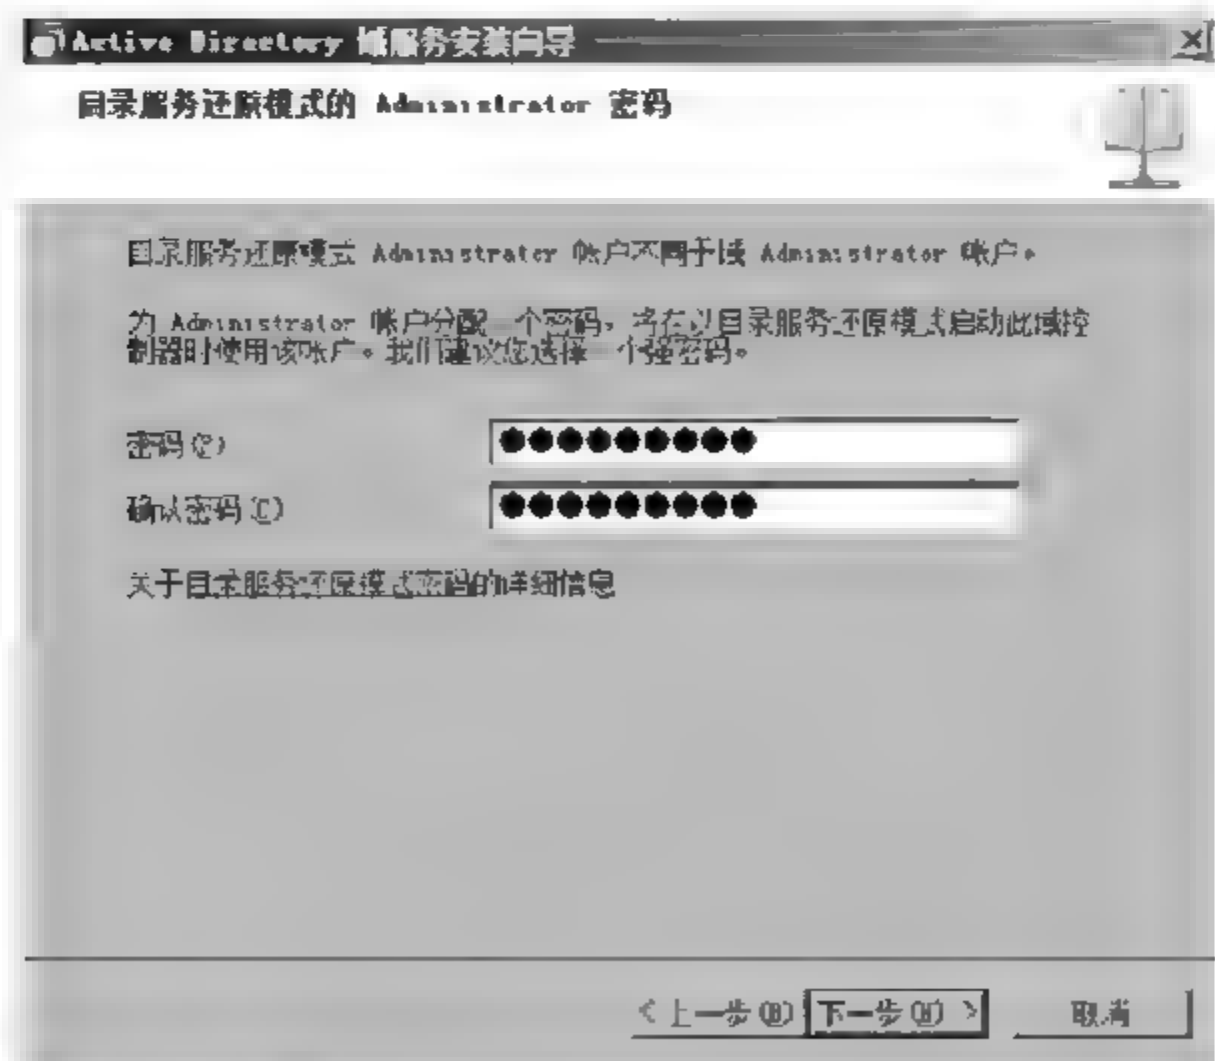 Active Directory 域服务安装向导
目录服务还原模式的 Administrator 密码
目录服务还原模式 Administrator 帐户不同于域 Administrator 帐户。
为 Administrator 帐户分配一个密码，将在以目录服务还原模式启动此域控
制器时使用该帐户。我们建议您选择一个强密码。
密码(P)
●●●●●●●●●
确认密码(C)
●●●●●●●●●
关于目录服务还原模式密码的详细信息
< 上一步(B) 下一步(N) > 取消